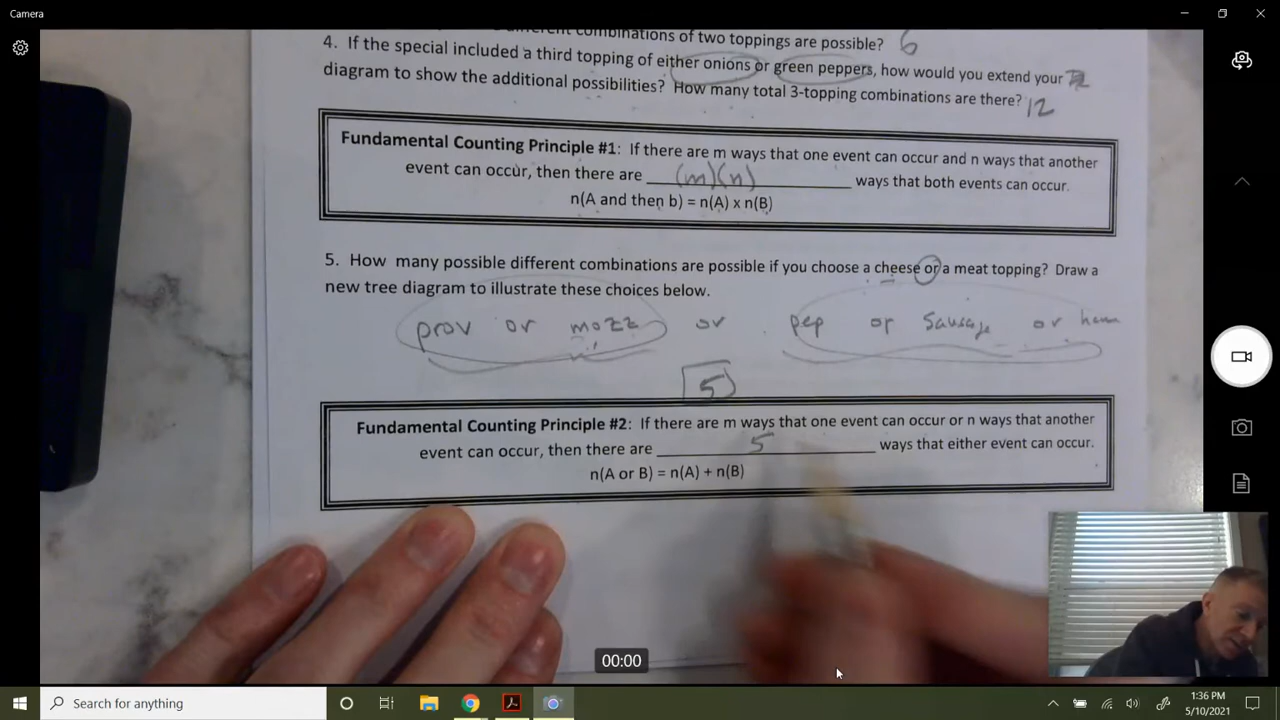 Camera
combinations of two toppings are possible? 6
4. If the special included a third topping of either onions or green peppers, how would you extend your
diagram to show the additional possibilities? How many total 3-topping combinations are there? 12
Fundamental Counting Principle #1: If there are m ways that one event can occur and n ways that another
event can occur, then there are (m)(n) ways that both events can occur.
n(A and then b) = n(A) x n(B)
5. How many possible different combinations are possible if you choose a cheese or a meat topping? Draw a
new tree diagram to illustrate these choices below.
prov or mozz or pep or sausage or ham
5
Fundamental Counting Principle #2: If there are m ways that one event can occur or n ways that another
event can occur, then there are 5 ways that either event can occur.
n(A or B) = n(A) + n(B)
00:00
Search for anything
1:36 PM
5/10/2021